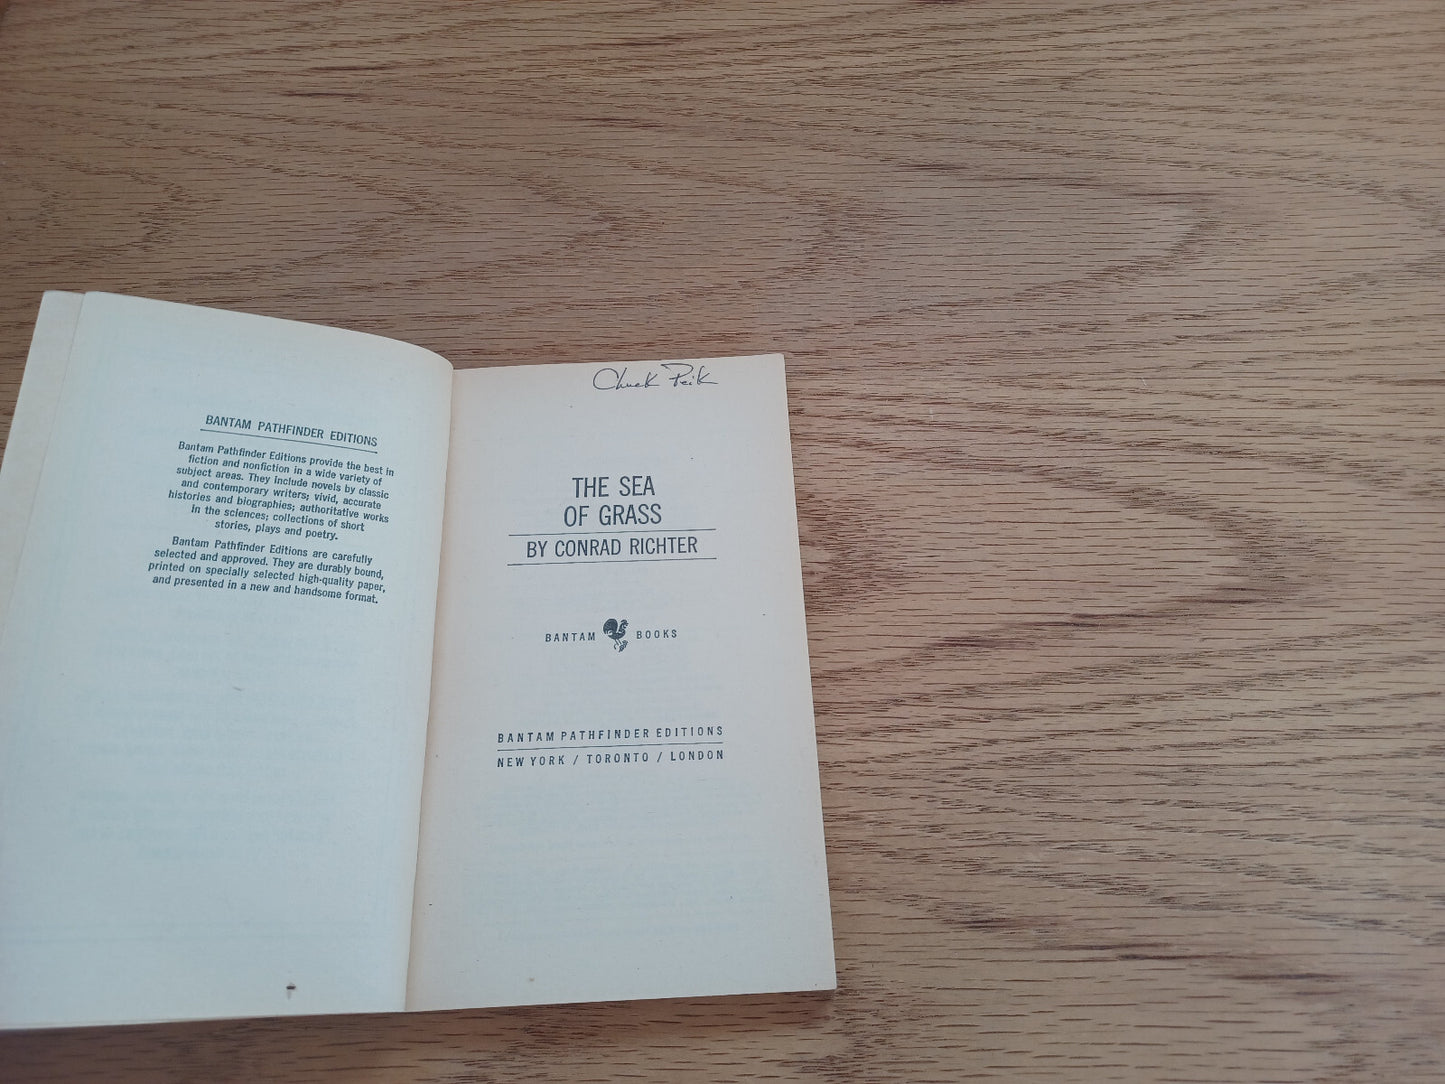 BANTAM PATHFINDER EDITIONS
Bantam Pathfinder Editions provide the best in
fiction and nonfiction in a wide variety of
subject areas. They include novels by classic
and contemporary writers; vivid, accurate
histories and biographies; authoritative works
in the sciences; collections of short
stories, plays and poetry.
Bantam Pathfinder Editions are carefully
selected and approved. They are durably bound,
printed on specially selected high-quality paper,
and presented in a new and handsome format.
Chuck Peik
THE SEA
OF GRASS
BY CONRAD RICHTER
BANTAM BOOKS
BANTAM PATHFINDER EDITIONS
NEW YORK / TORONTO / LONDON